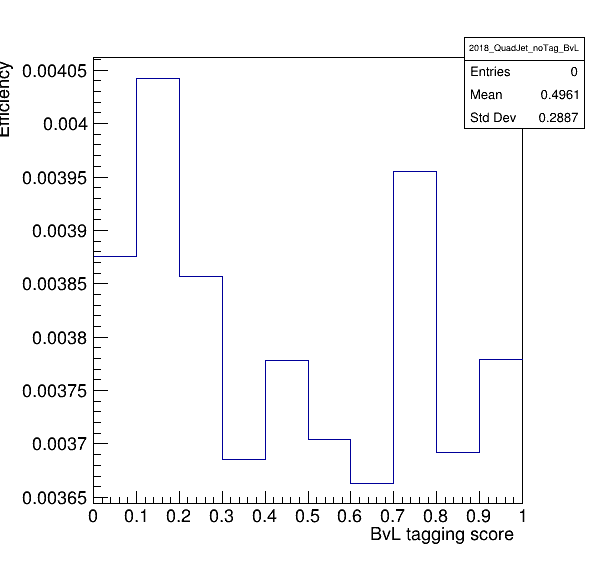 2018_QuadJet_noTag_BvL
Entries 0
Mean 0.4961
Std Dev 0.2887
Efficiency
0.00405
0.004
0.00395
0.0039
0.00385
0.0038
0.00375
0.0037
0.00365
0 0.1 0.2 0.3 0.4 0.5 0.6 0.7 0.8 0.9 1
BvL tagging score